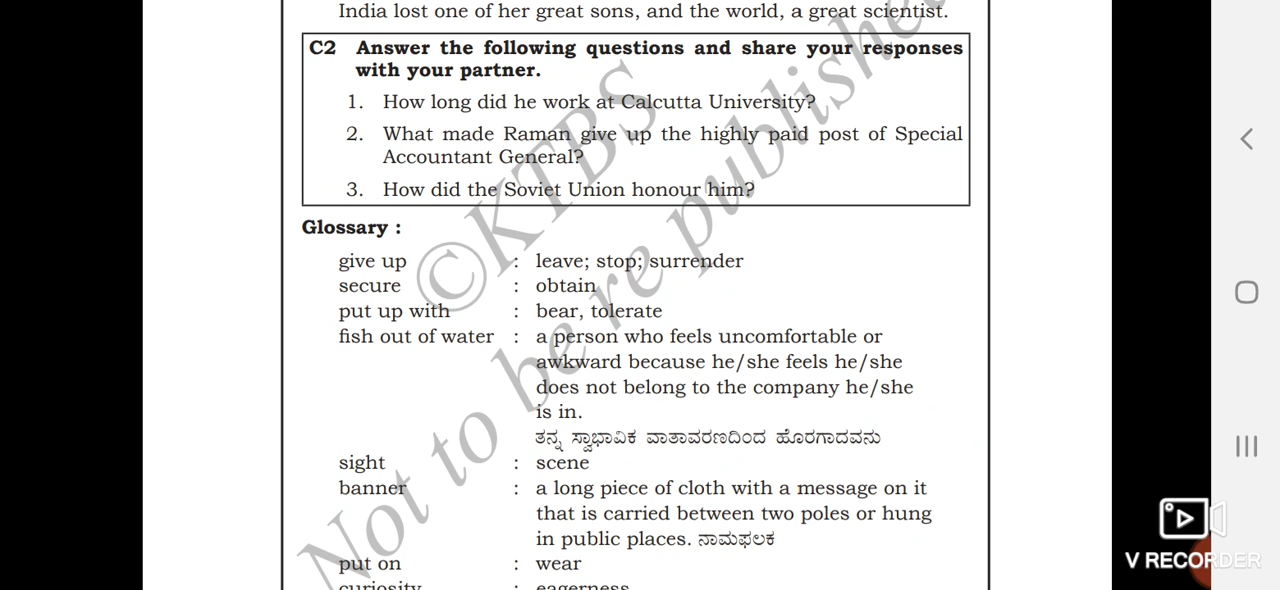 India lost one of her great sons, and the world, a great scientist.
C2 Answer the following questions and share your responses
with your partner.
1. How long did he work at Calcutta University?
2. What made Raman give up the highly paid post of Special
Accountant General?
3. How did the Soviet Union honour him?
Glossary :
give up : leave; stop; surrender
secure : obtain
put up with : bear, tolerate
fish out of water : a person who feels uncomfortable or
awkward because he/she feels he/she
does not belong to the company he/she
is in.
ತನ್ನ ಸ್ವಾಭಾವಿಕ ವಾತಾವರಣದಿಂದ ಹೊರಗಾದವನು
sight : scene
banner : a long piece of cloth with a message on it
that is carried between two poles or hung
in public places. ನಾಮಫಲಕ
put on : wear
curiosity : eagerness
©KTBS
Not to be re published
V RECORDER